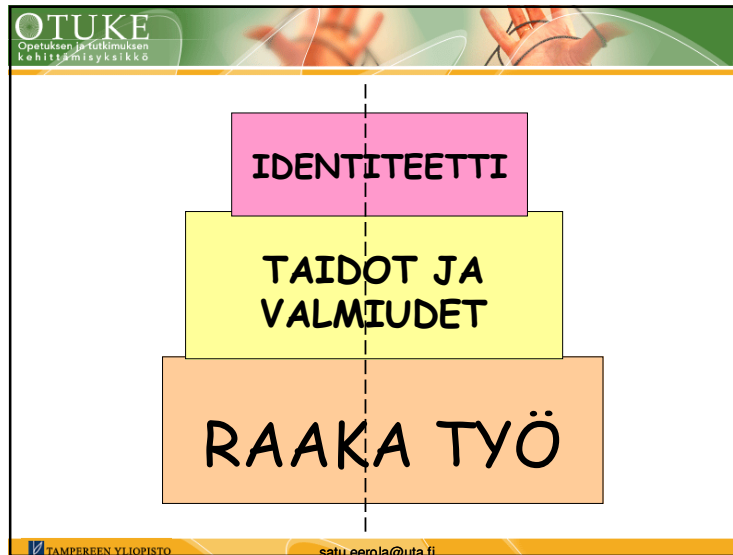 OTUKE
Opetuksen ja tutkimuksen
kehittämisyksikkö
IDENTITEETTI
TAIDOT JA
VALMIUDET
RAAKA TYÖ
TAMPEREEN YLIOPISTO
satu.eerola@uta.fi